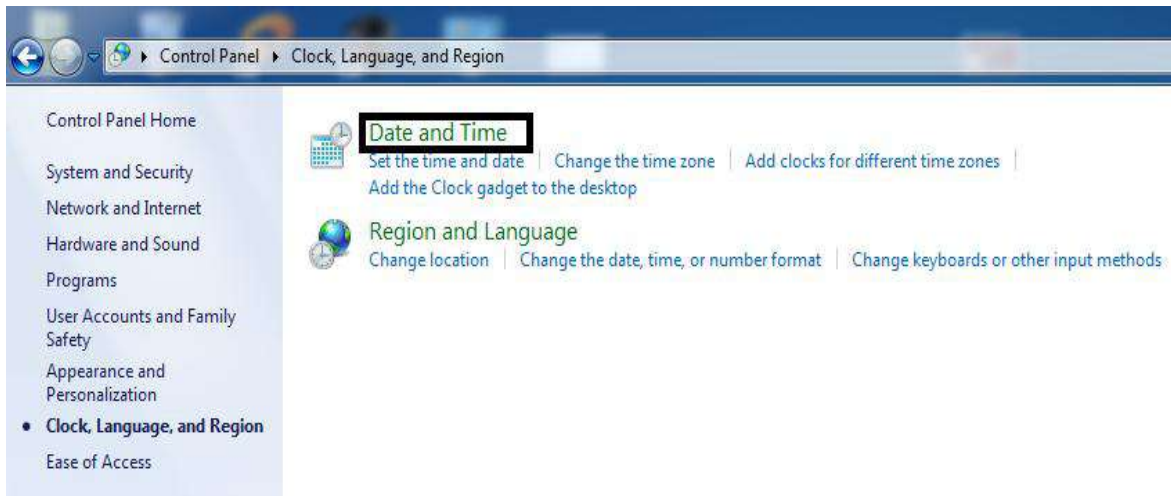 Control Panel Clock, Language, and Region
Control Panel Home
System and Security
Network and Internet
Hardware and Sound
Programs
User Accounts and Family
Safety
Appearance and
Personalization
Clock, Language, and Region
Ease of Access
Date and Time
Set the time and date Change the time zone Add clocks for different time zones
Add the Clock gadget to the desktop
Region and Language
Change location Change the date, time, or number format Change keyboards or other input methods